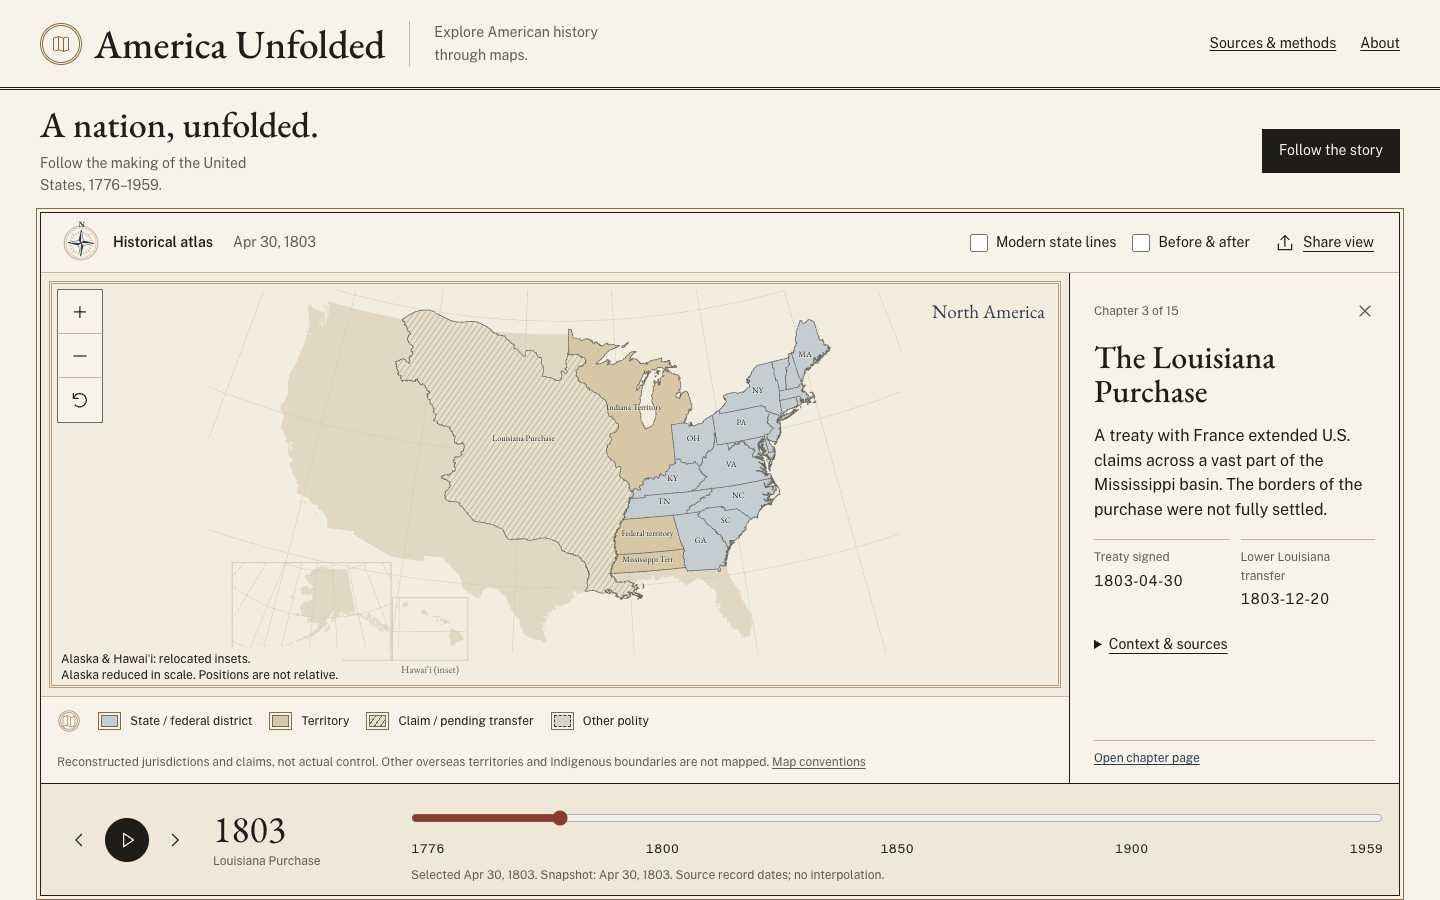 America Unfolded
Explore American history
through maps.
Sources & methods
About
A nation, unfolded.
Follow the making of the United
States, 1776–1959.
Follow the story
N
Historical atlas
Apr 30, 1803
Modern state lines
Before & after
Share view
North America
MA
NY
Indiana Territory
PA
Louisiana Purchase
OH
VA
KY
NC
TN
SC
Federal territory
GA
Mississippi Terr.
Alaska & Hawaiʻi: relocated insets.
Alaska reduced in scale. Positions are not relative.
Hawaiʻi (inset)
State / federal district
Territory
Claim / pending transfer
Other polity
Reconstructed jurisdictions and claims, not actual control. Other overseas territories and Indigenous boundaries are not mapped. Map conventions
Chapter 3 of 15
The Louisiana
Purchase
A treaty with France extended U.S.
claims across a vast part of the
Mississippi basin. The borders of the
purchase were not fully settled.
Treaty signed
1803-04-30
Lower Louisiana
transfer
1803-12-20
Context & sources
Open chapter page
1803
Louisiana Purchase
1776
1800
1850
1900
1959
Selected Apr 30, 1803. Snapshot: Apr 30, 1803. Source record dates; no interpolation.